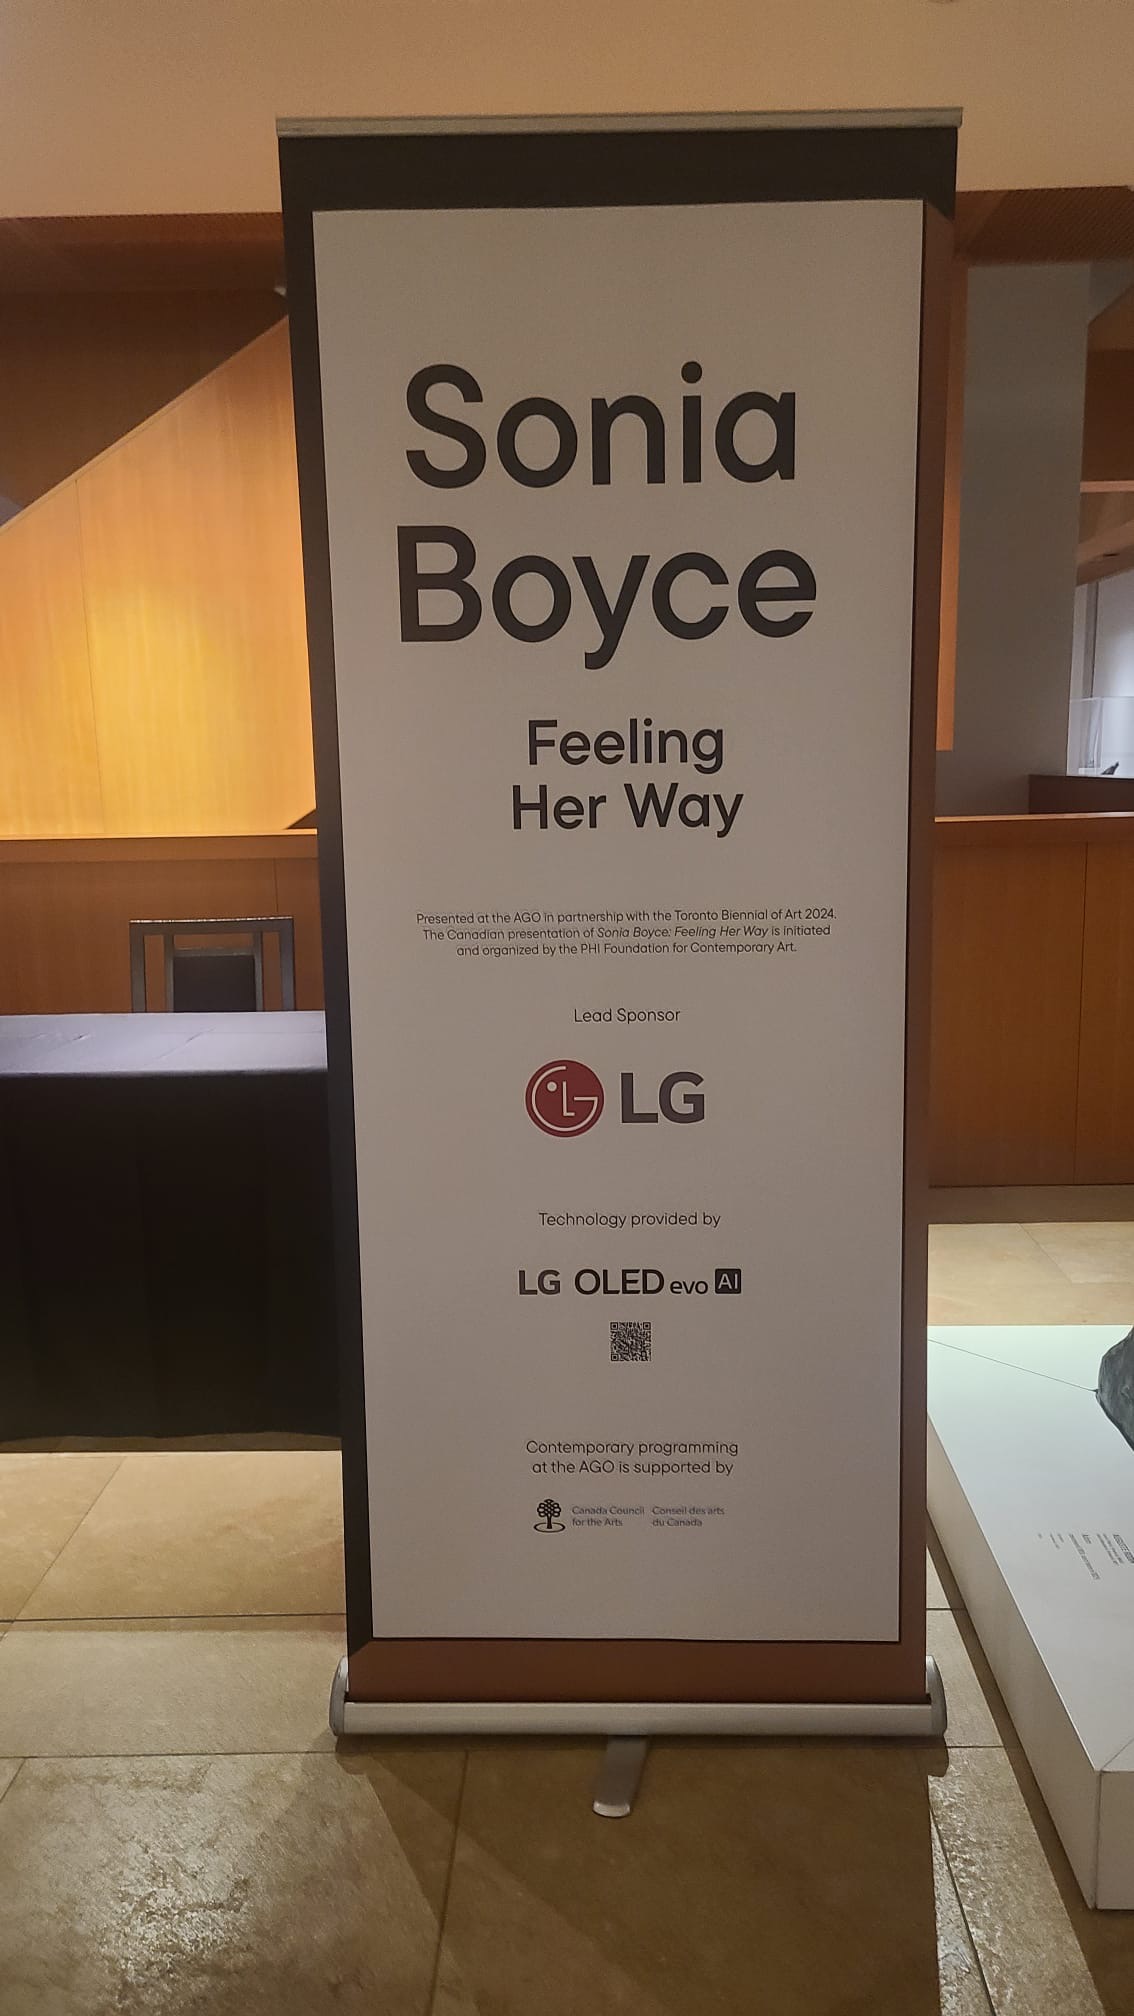 Sonia
Boyce
Feeling
Her Way
Presented at the AGO in partnership with the Toronto Biennial of Art 2024.
The Canadian presentation of Sonia Boyce: Feeling Her Way is initiated
and organized by the PHI Foundation for Contemporary Art.
Lead Sponsor
LG
Technology provided by
LG OLED evo AI
Contemporary programming
at the AGO is supported by
Canada Council Conseil des arts
for the Arts du Canada